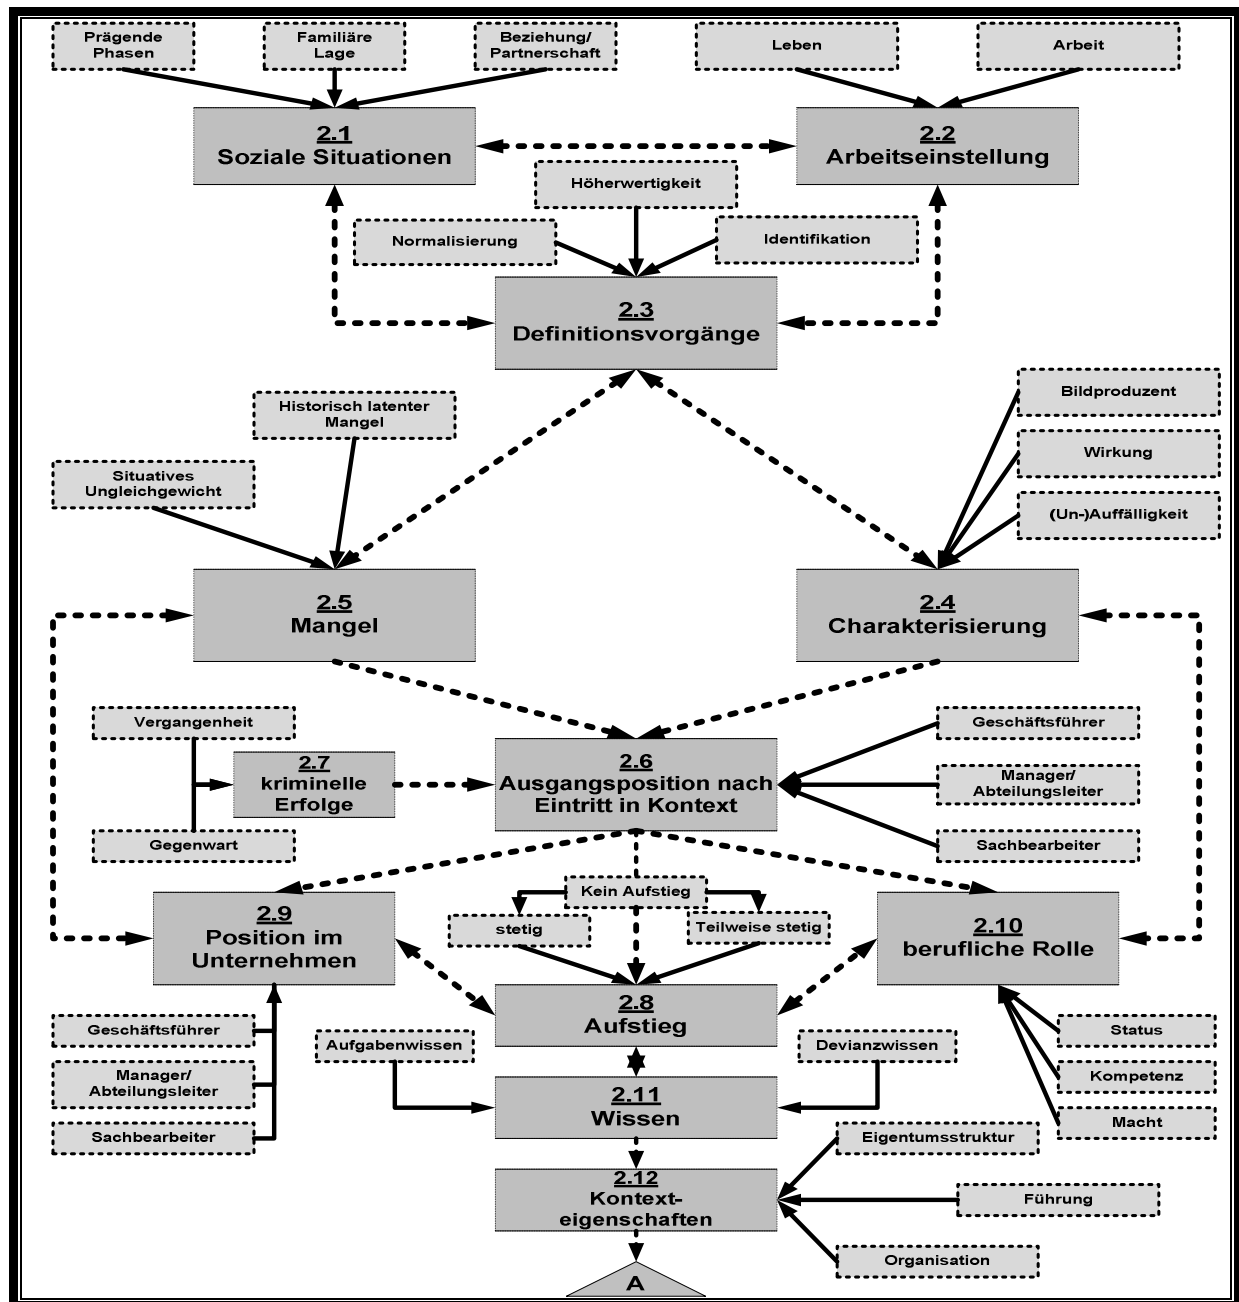 Prägende
Phasen
Familiäre
Lage
Beziehung/
Partnerschaft
Leben
Arbeit
2.1
Soziale Situationen
2.2
Arbeitseinstellung
Höherwertigkeit
Normalisierung
Identifikation
2.3
Definitionsvorgänge
Historisch latenter
Mangel
Situatives
Ungleichgewicht
Bildproduzent
Wirkung
(Un-)Auffälligkeit
2.5
Mangel
2.4
Charakterisierung
Vergangenheit
2.7
kriminelle
Erfolge
Gegenwart
2.6
Ausgangsposition nach
Eintritt in Kontext
Geschäftsführer
Manager/
Abteilungsleiter
Sachbearbeiter
2.9
Position im
Unternehmen
Kein Aufstieg
stetig
Teilweise stetig
2.10
berufliche Rolle
2.8
Aufstieg
Geschäftsführer
Manager/
Abteilungsleiter
Sachbearbeiter
Aufgabenwissen
Devianzwissen
Status
Kompetenz
Macht
2.11
Wissen
Eigentumsstruktur
2.12
Kontext-
eigenschaften
Führung
Organisation
A